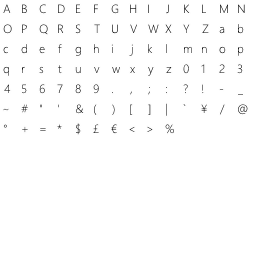 A B C D E F G H I J K L M N
O P Q R S T U V W X Y Z a b
c d e f g h i j k l m n o p
q r s t u v w x y z 0 1 2 3
4 5 6 7 8 9 . , ; : ? ! - _
~ # " ' & ( ) [ ] | ` ¥ / @
° + = * $ £ € < > %